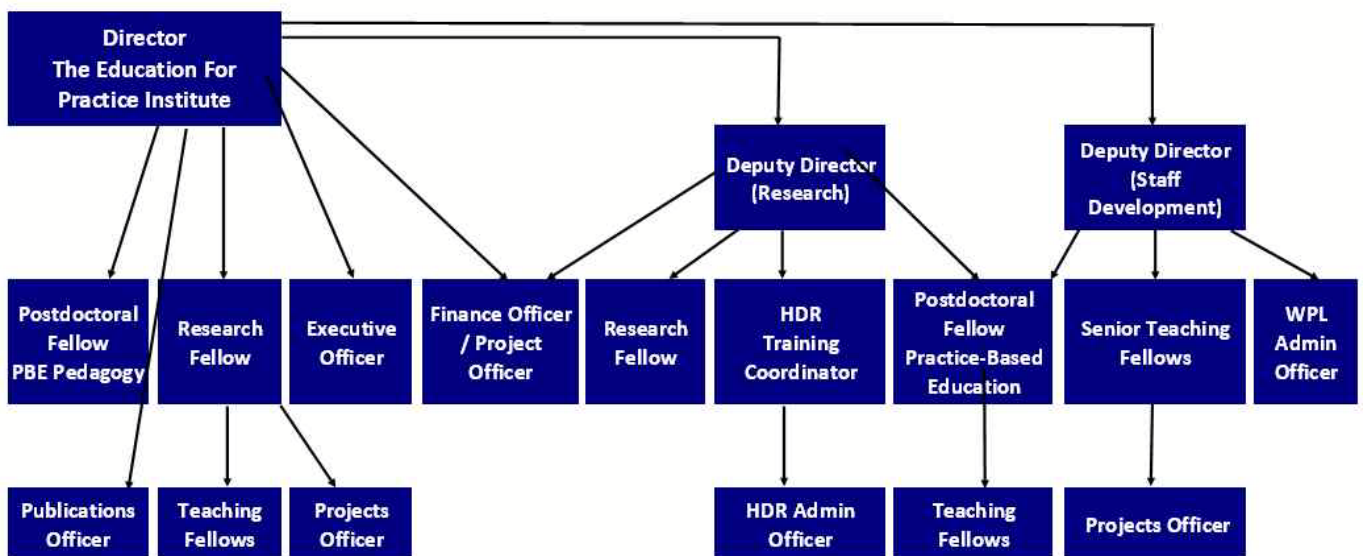 Director
The Education For
Practice Institute
Deputy Director
(Research)
Deputy Director
(Staff
Development)
Postdoctoral
Fellow
PBE Pedagogy
Research
Fellow
Executive
Officer
Finance Officer
/ Project
Officer
Research
Fellow
HDR
Training
Coordinator
Postdoctoral
Fellow
Practice-Based
Education
Senior Teaching
Fellows
WPL
Admin
Officer
Publications
Officer
Teaching
Fellows
Projects
Officer
HDR Admin
Officer
Teaching
Fellows
Projects Officer